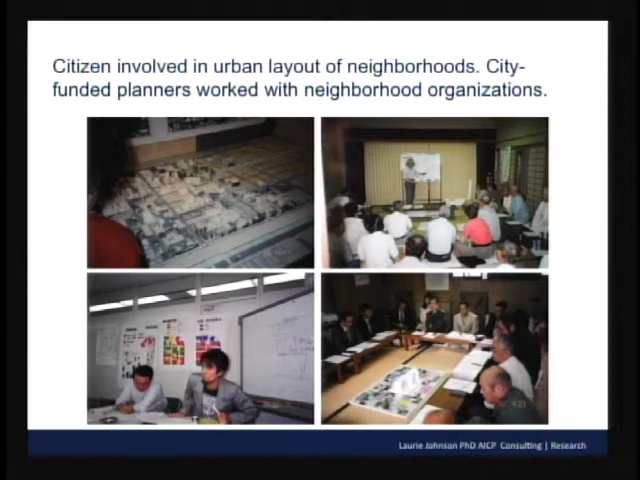 Citizen involved in urban layout of neighborhoods. City-
funded planners worked with neighborhood organizations.
Laurie Johnson PhD AICP Consulting | Research